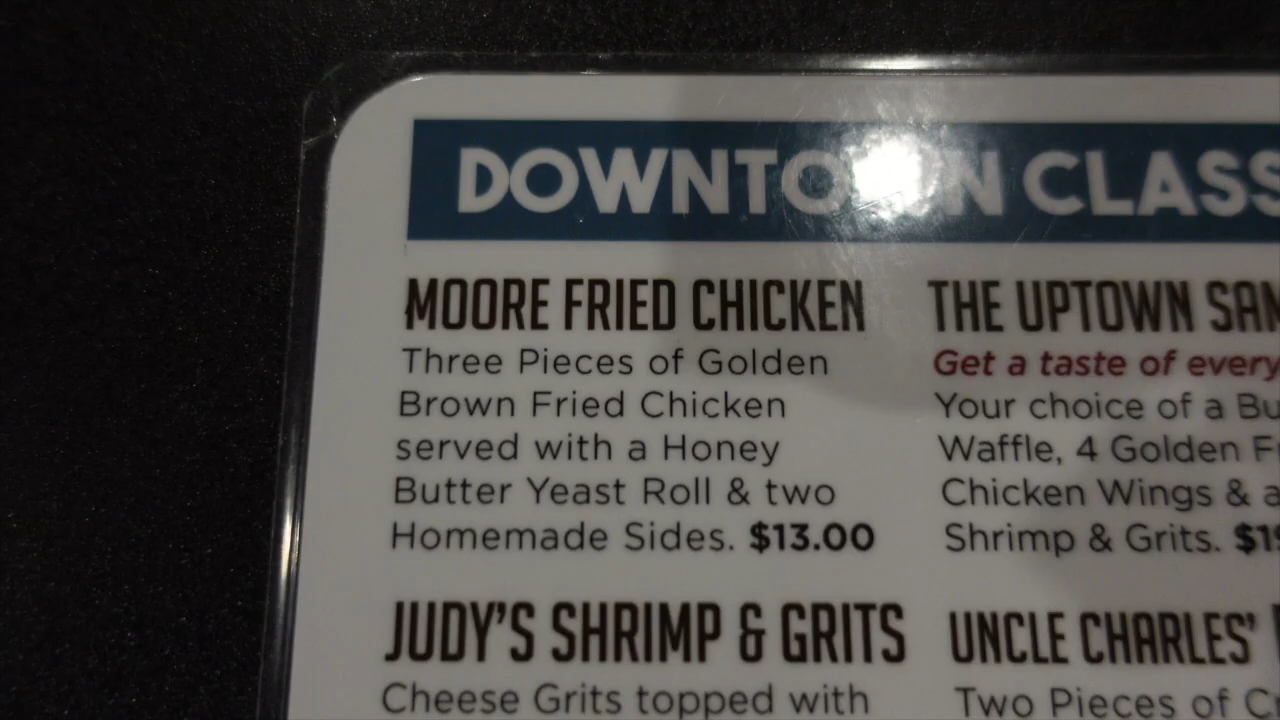 DOWNTOWN
MOORE FRIED CHICKEN
Three Pieces of Golden
Brown Fried Chicken
served with a Honey
Butter Yeast Roll & two
Homemade Sides. $13.00
THE UPTOWN
Get a taste of
Your choice of a
Waffle, 4 Golden
Chicken Wings &
Shrimp & Grits.
JUDY'S SHRIMP & GRITS
Cheese Grits topped with
UNCLE CHARLES'
Two Pieces of